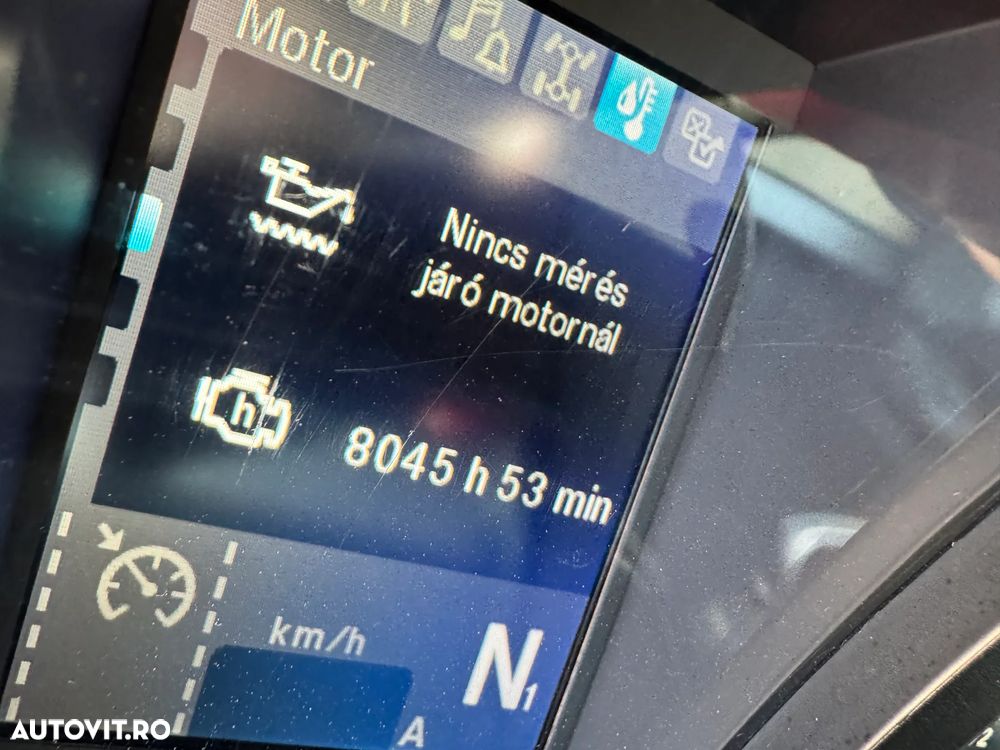 Motor
Nincs mérés
járó motornál
h
8045 h 53 min
km/h
N1
A
AUTOVIT.RO